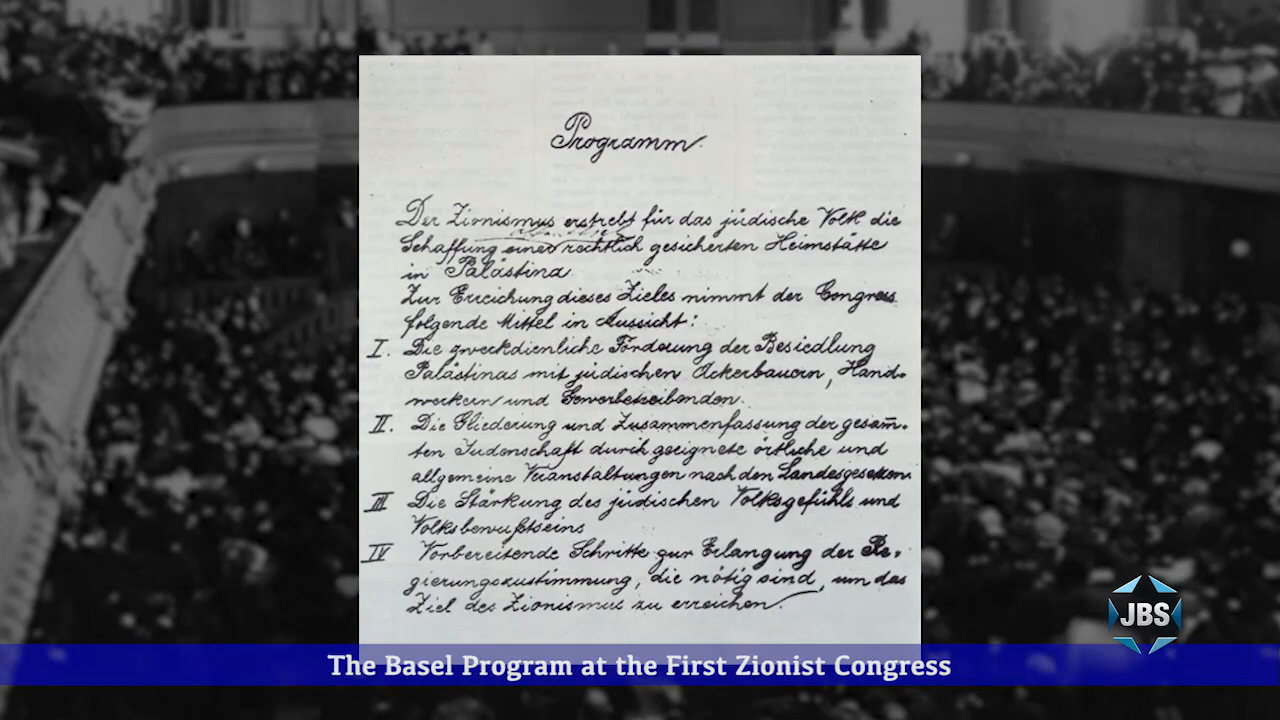 Programm.
Der Zionismus erstrebt für das jüdische Volk die
Schaffung einer rechtlich gesicherten Heimstätte
in Palästina
Zur Erreichung dieses Zieles nimmt der Congress
folgende Mittel in Aussicht:
I. Die zweckdienliche Förderung der Besiedlung
Palästinas mit jüdischen Ackerbauern, Hand-
werkern und Gewerbetreibenden.
II. Die Gliederung und Zusammenfassung der gesam̅-
ten Judenschaft durch geeignete örtliche und
allgemeine Veranstaltungen nach den Landesgesetzen.
III Die Stärkung des jüdischen Volksgefühls und
Volksbewußtseins
IV Vorbereitende Schritte zur Erlangung der Re-
gierungszustimmung, die nötig sind, um das
Ziel des Zionismus zu erreichen.
JBS
The Basel Program at the First Zionist Congress